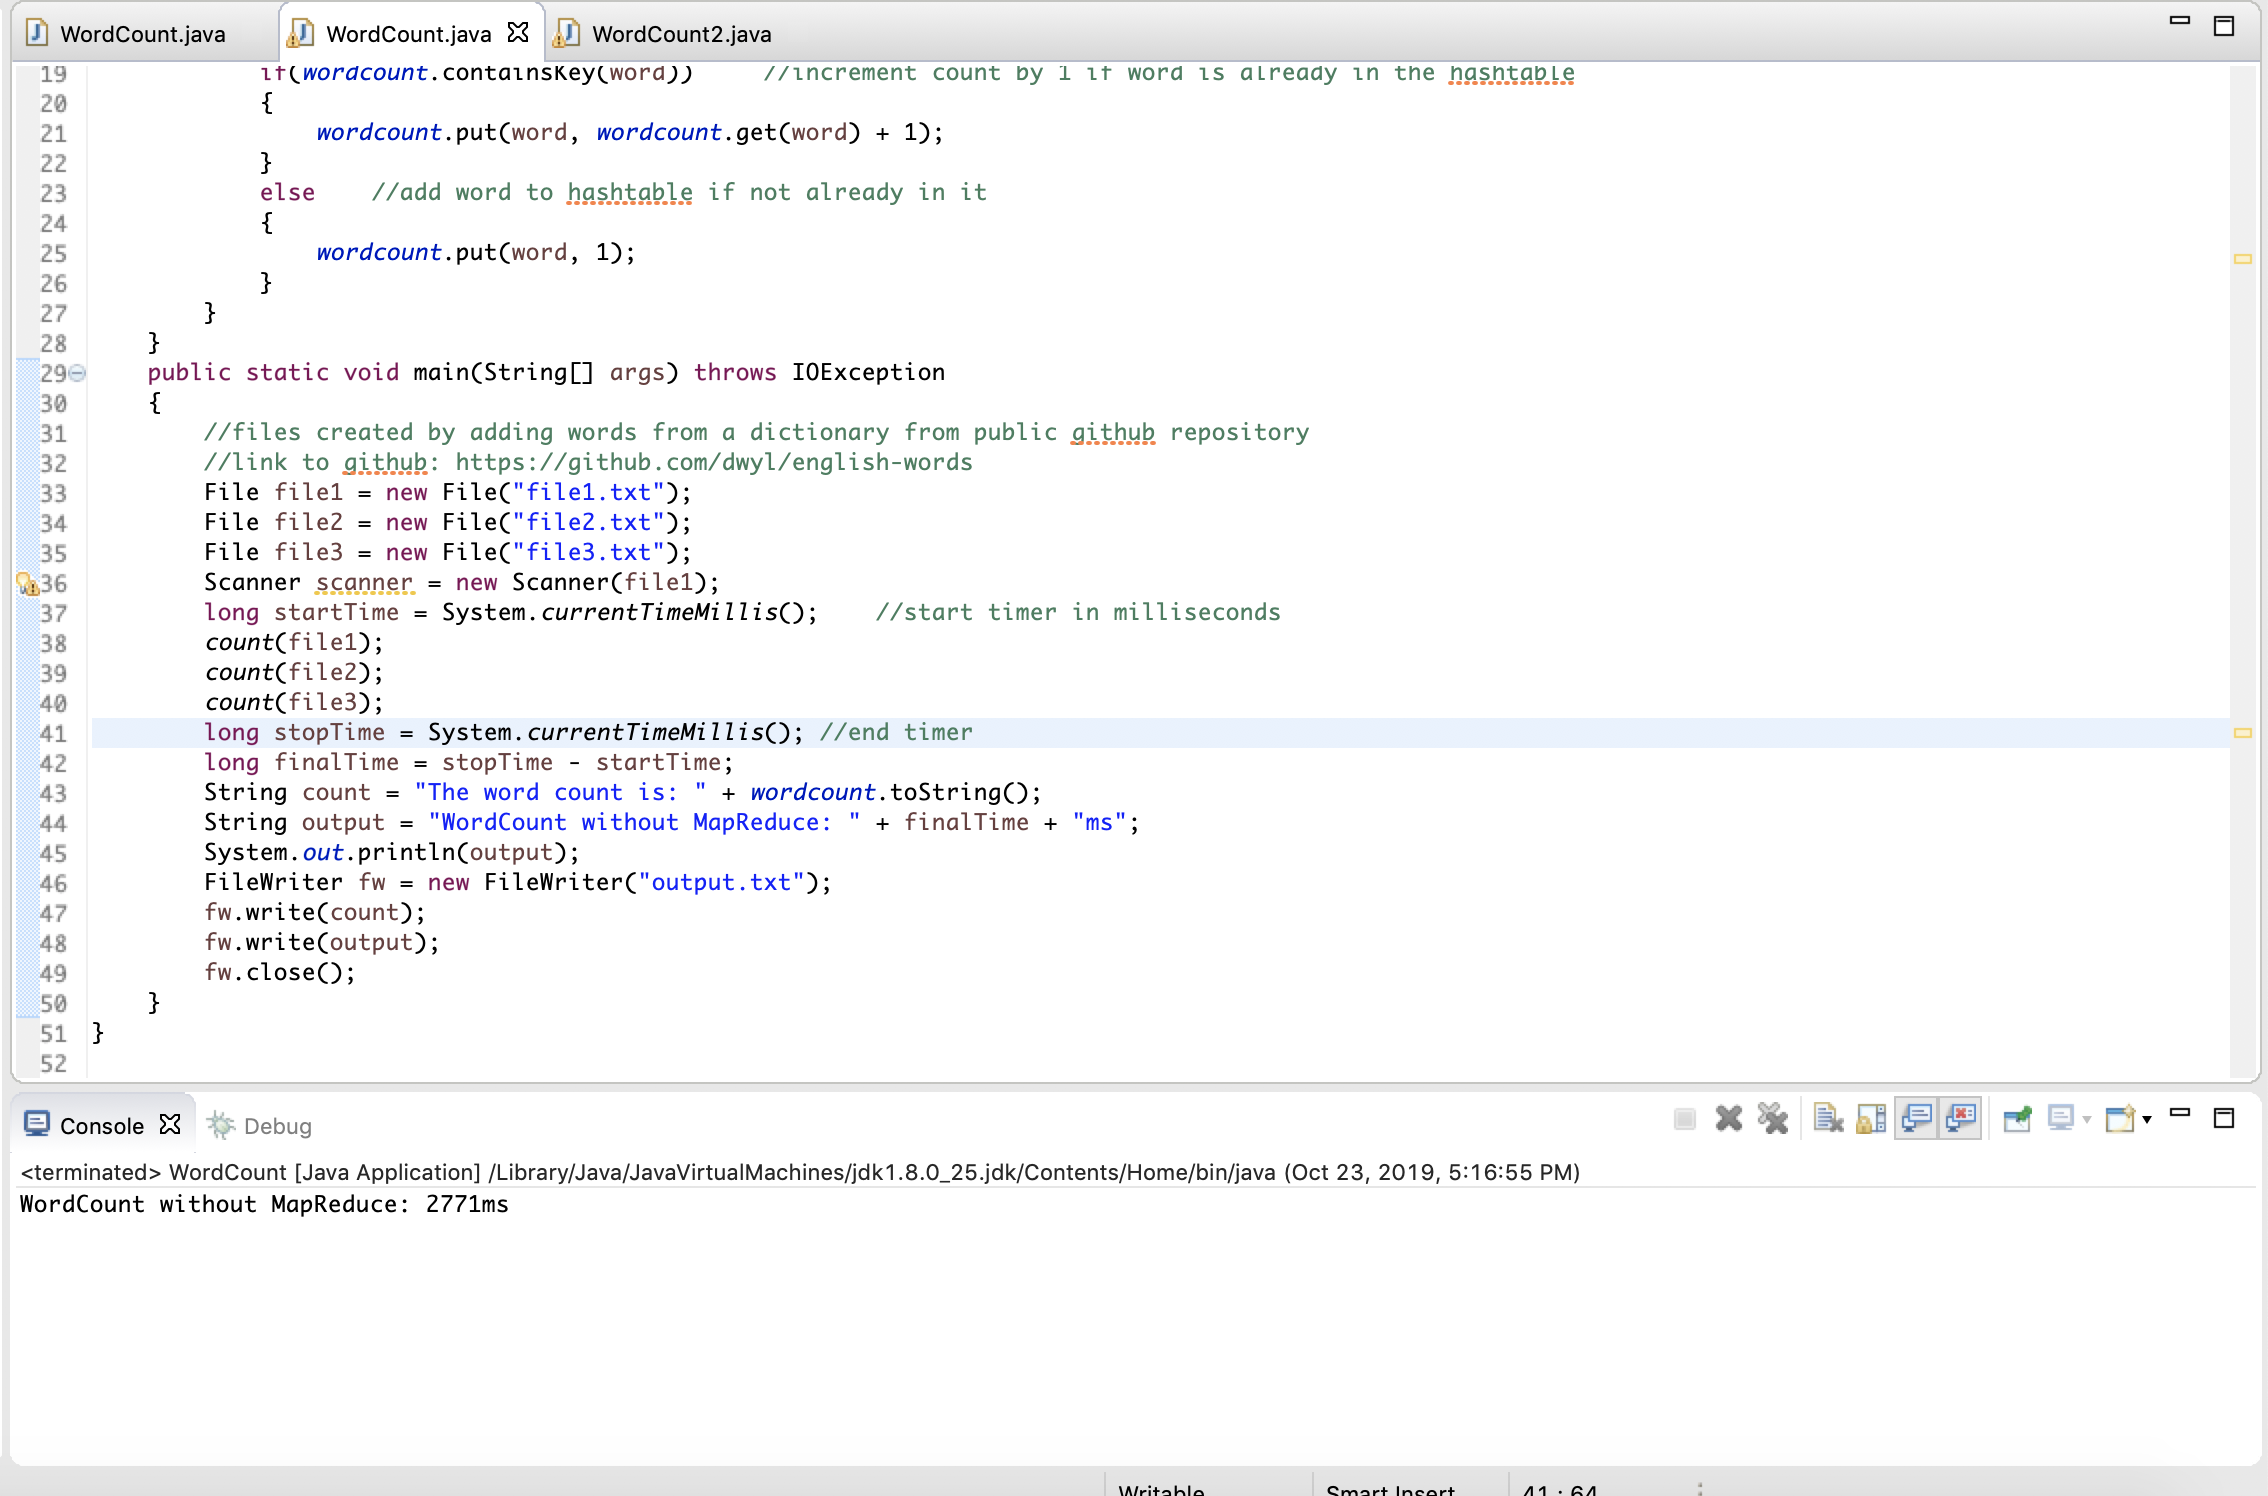 WordCount.java WordCount.java WordCount2.java
19 if(wordcount.containsKey(word)) //increment count by 1 if word is already in the hashtable
20 {
21 wordcount.put(word, wordcount.get(word) + 1);
22 }
23 else //add word to hashtable if not already in it
24 {
25 wordcount.put(word, 1);
26 }
27 }
28 }
29 public static void main(String[] args) throws IOException
30 {
31 //files created by adding words from a dictionary from public github repository
32 //link to github: https://github.com/dwyl/english-words
33 File file1 = new File("file1.txt");
34 File file2 = new File("file2.txt");
35 File file3 = new File("file3.txt");
36 Scanner scanner = new Scanner(file1);
37 long startTime = System.currentTimeMillis(); //start timer in milliseconds
38 count(file1);
39 count(file2);
40 count(file3);
41 long stopTime = System.currentTimeMillis(); //end timer
42 long finalTime = stopTime - startTime;
43 String count = "The word count is: " + wordcount.toString();
44 String output = "WordCount without MapReduce: " + finalTime + "ms";
45 System.out.println(output);
46 FileWriter fw = new FileWriter("output.txt");
47 fw.write(count);
48 fw.write(output);
49 fw.close();
50 }
51 }
52
Console Debug
<terminated> WordCount [Java Application] /Library/Java/JavaVirtualMachines/jdk1.8.0_25.jdk/Contents/Home/bin/java (Oct 23, 2019, 5:16:55 PM)
WordCount without MapReduce: 2771ms
Writable Smart Insert 41 : 64